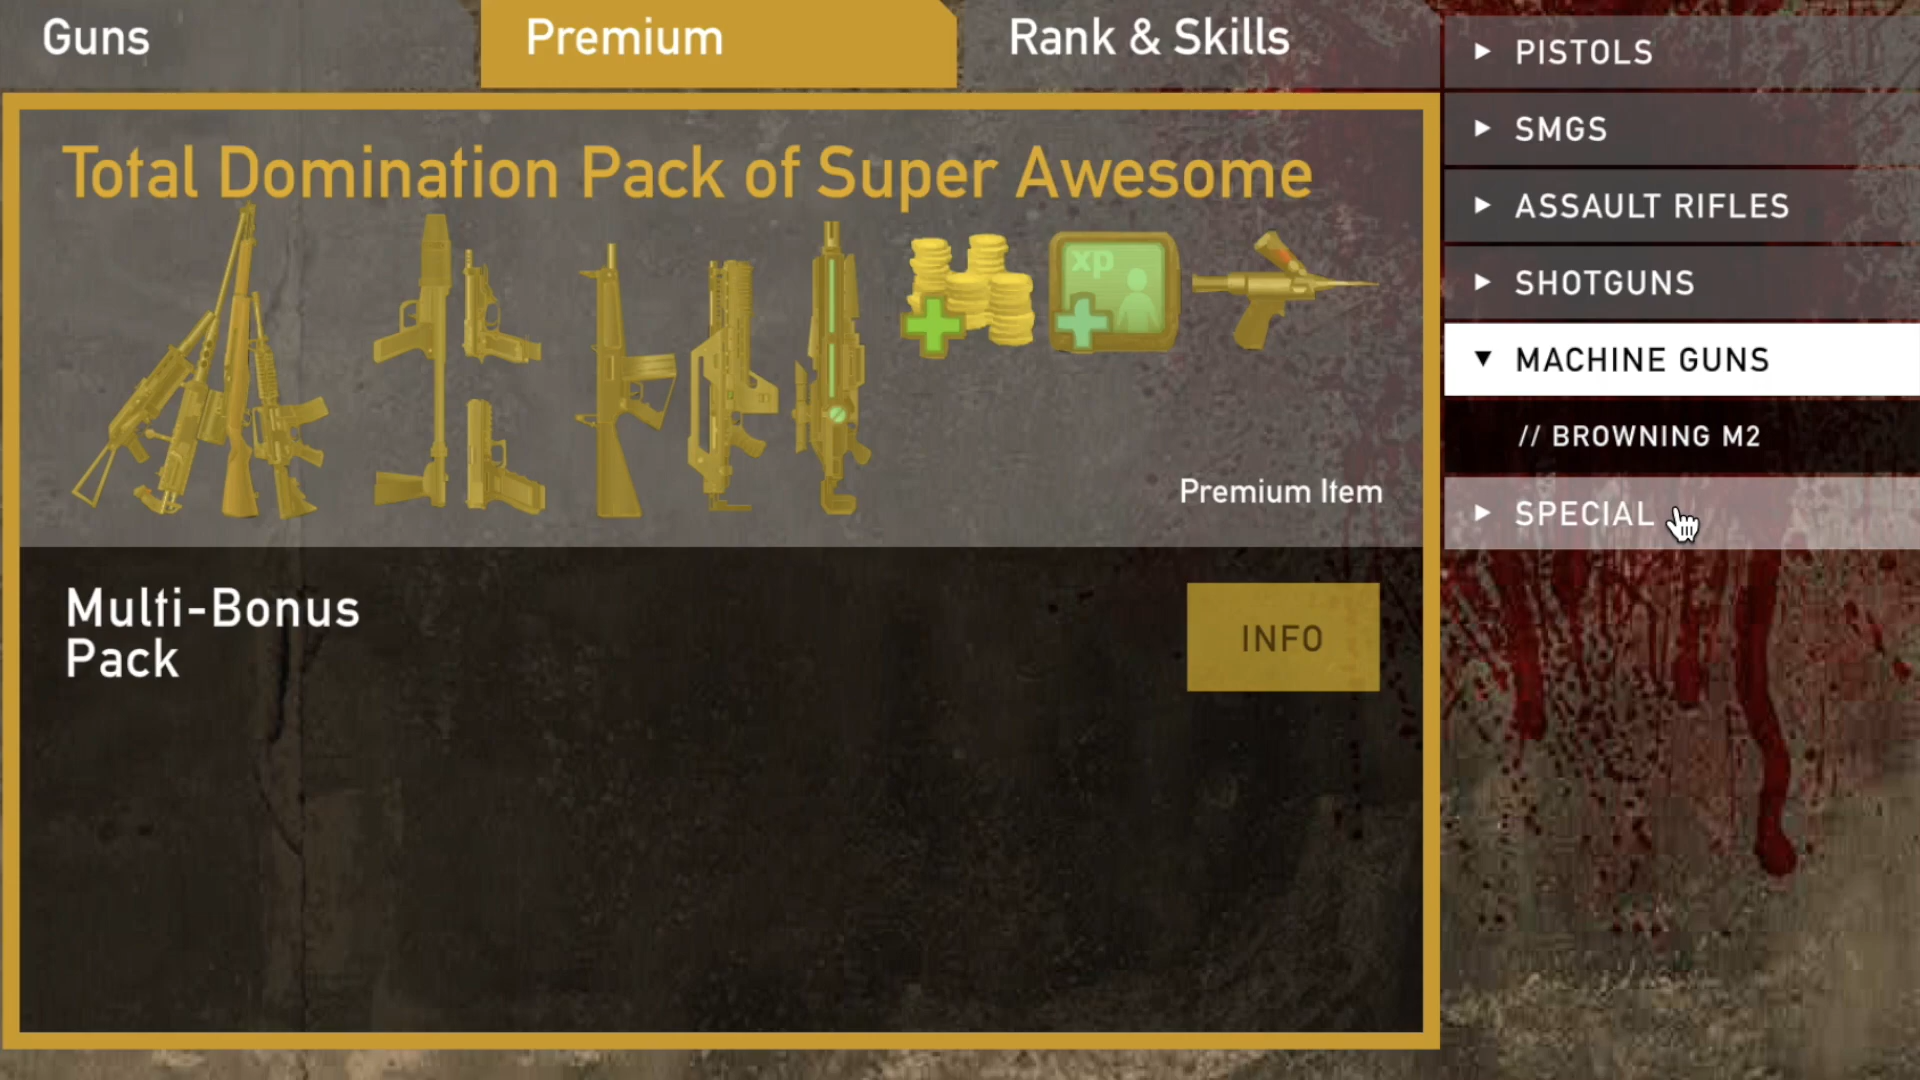 Guns
Premium
Rank & Skills
Total Domination Pack of Super Awesome
xp
Premium Item
Multi-Bonus
Pack
INFO
PISTOLS
SMGS
ASSAULT RIFLES
SHOTGUNS
MACHINE GUNS
// BROWNING M2
SPECIAL